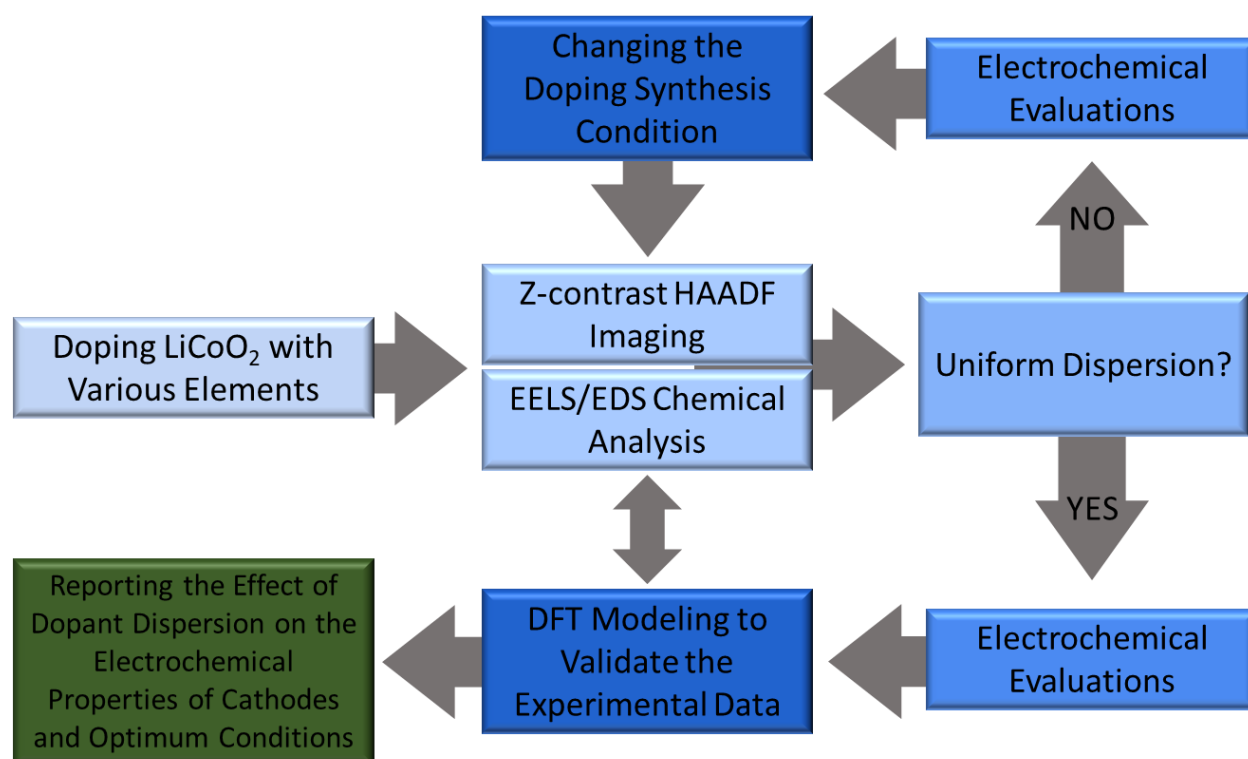 Changing the
Doping Synthesis
Condition
Electrochemical
Evaluations
NO
Z-contrast HAADF
Imaging
Doping LiCoO₂ with
Various Elements
Uniform Dispersion?
EELS/EDS Chemical
Analysis
YES
Reporting the Effect of
Dopant Dispersion on the
Electrochemical
Properties of Cathodes
and Optimum Conditions
DFT Modeling to
Validate the
Experimental Data
Electrochemical
Evaluations